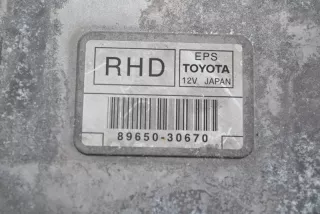 RHD
EPS
TOYOTA
12V JAPAN
89650-30670